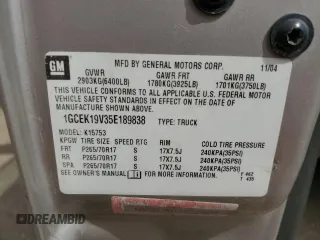 GM
MFD BY GENERAL MOTORS CORP. 11/04
GVWR GAWR FRT GAWR RR
2903KG(6400LB) 1780KG(3925LB) 1701KG(3750LB)
THIS VEHICLE CONFORMS TO ALL APPLICABLE U.S. FEDERAL MOTOR
VEHICLE SAFETY STANDARDS IN EFFECT ON THE DATE OF
MANUFACTURE SHOWN ABOVE.
1GCEK19V35E189838 TYPE: TRUCK
MODEL: K15753
KPGW TIRE SIZE SPEED RTG RIM COLD TIRE PRESSURE
FRT P265/70R17 S 17X7.5J 240KPA(35PSI)
RR P265/70R17 S 17X7.5J 240KPA(35PSI)
SPA P265/70R17 S 17X7.5J 240KPA(35PSI)
SEE OWNER'S MANUAL FOR MORE INFORMATION.
DREAMBID